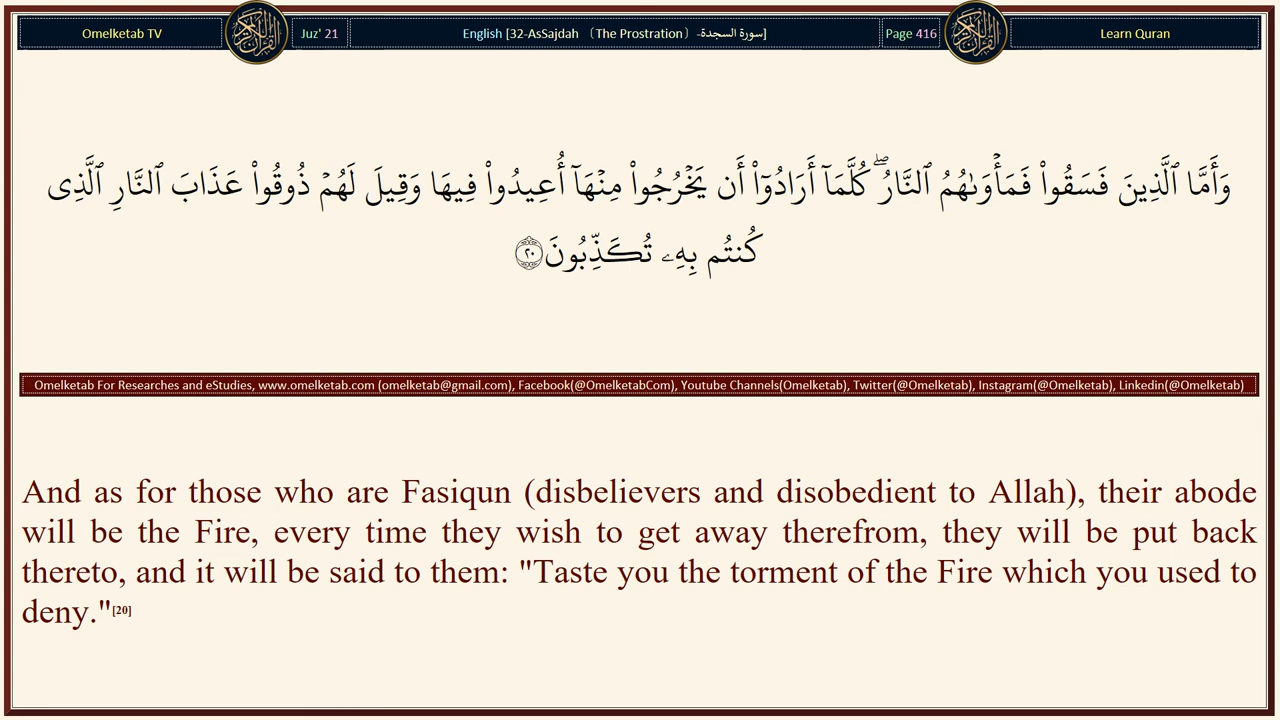 Omelketab TV
Juz' 21
English [32-AsSajdah （The Prostration） -سورة السجدة]
Page 416
Learn Quran
وَأَمَّا ٱلَّذِينَ فَسَقُوا۟ فَمَأْوَىٰهُمُ ٱلنَّارُ ۖ كُلَّمَآ أَرَادُوٓا۟ أَن يَخْرُجُوا۟ مِنْهَآ أُعِيدُوا۟ فِيهَا وَقِيلَ لَهُمْ ذُوقُوا۟ عَذَابَ ٱلنَّارِ ٱلَّذِى
كُنتُم بِهِۦ تُكَذِّبُونَ ٢٠
Omelketab For Researches and eStudies, www.omelketab.com (omelketab@gmail.com), Facebook(@OmelketabCom), Youtube Channels(Omelketab), Twitter(@Omelketab), Instagram(@Omelketab), Linkedin(@Omelketab)
And as for those who are Fasiqun (disbelievers and disobedient to Allah), their abode
will be the Fire, every time they wish to get away therefrom, they will be put back
thereto, and it will be said to them: "Taste you the torment of the Fire which you used to
deny."[20]